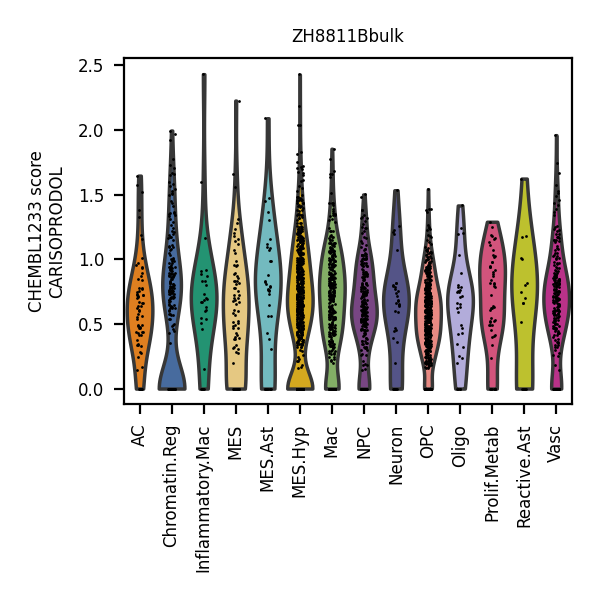 ZH8811Bbulk
CHEMBL1233 score
CARISOPRODOL
2.5
2.0
1.5
1.0
0.5
0.0
AC
Chromatin.Reg
Inflammatory.Mac
MES
MES.Ast
MES.Hyp
Mac
NPC
Neuron
OPC
Oligo
Prolif.Metab
Reactive.Ast
Vasc